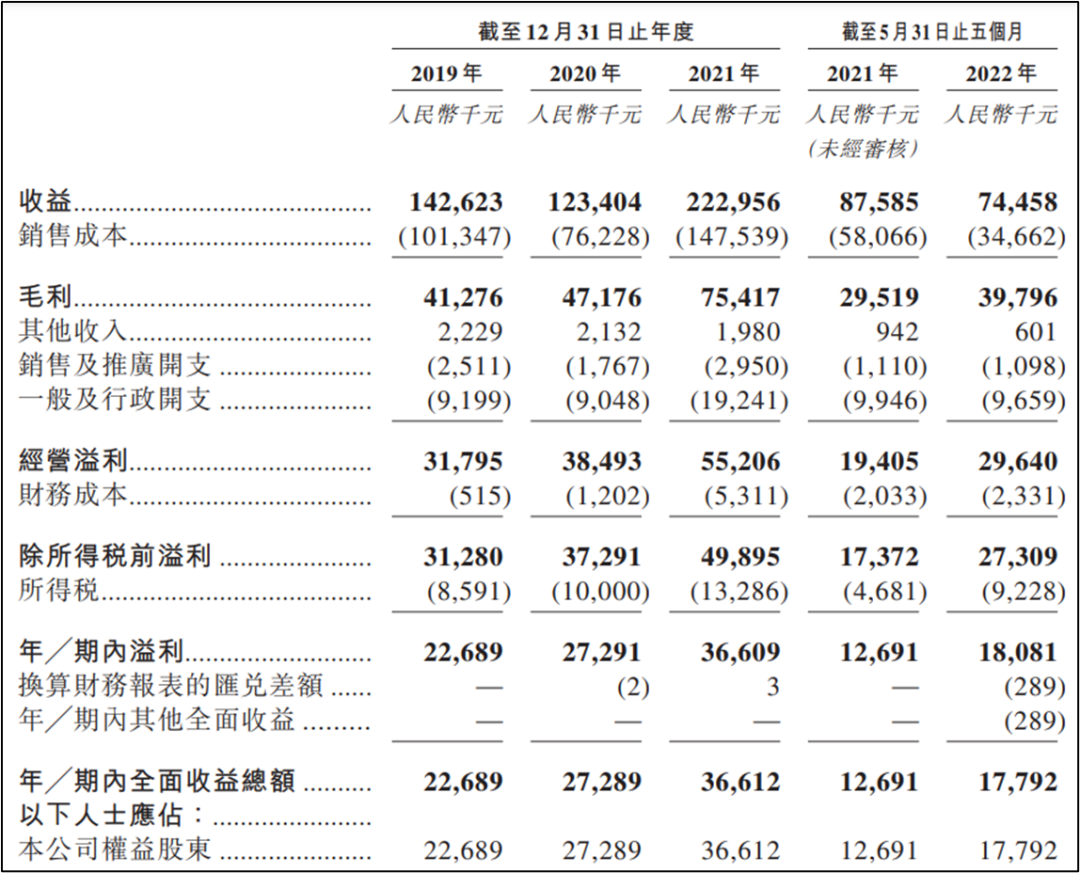 截至12月31日止年度 截至5月31日止五個月
2019年 2020年 2021年 2021年 2022年
人民幣千元 人民幣千元 人民幣千元 人民幣千元 人民幣千元
(未經審核)
收益 142,623 123,404 222,956 87,585 74,458
銷售成本 (101,347) (76,228) (147,539) (58,066) (34,662)
毛利 41,276 47,176 75,417 29,519 39,796
其他收入 2,229 2,132 1,980 942 601
銷售及推廣開支 (2,511) (1,767) (2,950) (1,110) (1,098)
一般及行政開支 (9,199) (9,048) (19,241) (9,946) (9,659)
經營溢利 31,795 38,493 55,206 19,405 29,640
財務成本 (515) (1,202) (5,311) (2,033) (2,331)
除所得稅前溢利 31,280 37,291 49,895 17,372 27,309
所得稅 (8,591) (10,000) (13,286) (4,681) (9,228)
年╱期內溢利 22,689 27,291 36,609 12,691 18,081
換算財務報表的匯兌差額 — (2) 3 — (289)
年╱期內其他全面收益 — — — — (289)
年╱期內全面收益總額 22,689 27,289 36,612 12,691 17,792
以下人士應佔：
本公司權益股東 22,689 27,289 36,612 12,691 17,792